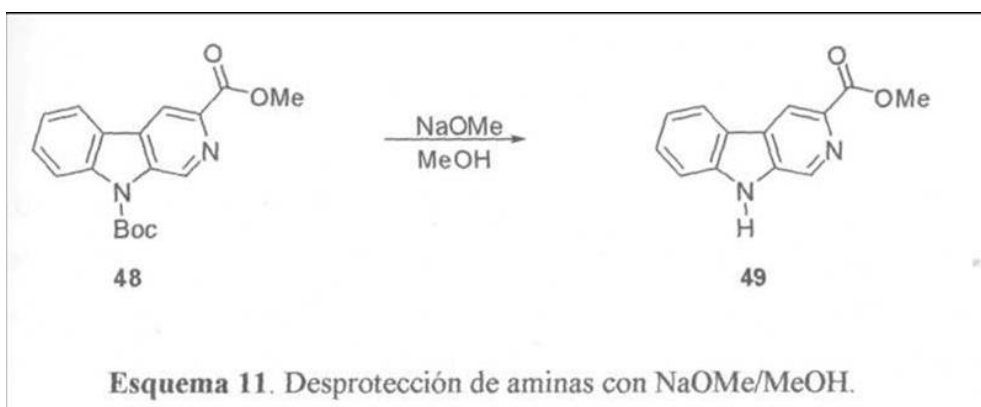 O
OMe
N
N
Boc
48
NaOMe
MeOH
O
OMe
N
N
H
49
Esquema 11. Desprotección de aminas con NaOMe/MeOH.